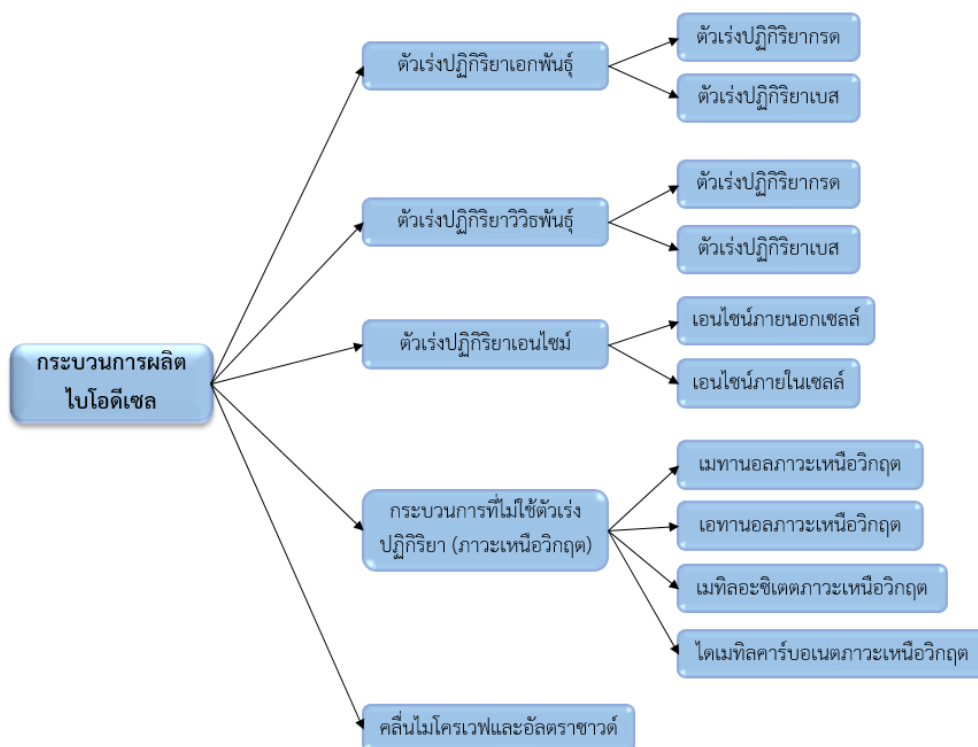 กระบวนการผลิต
ไบโอดีเซล
ตัวเร่งปฏิกิริยาเอกพันธุ์
ตัวเร่งปฏิกิริยากรด
ตัวเร่งปฏิกิริยาเบส
ตัวเร่งปฏิกิริยาวิวิธพันธุ์
ตัวเร่งปฏิกิริยากรด
ตัวเร่งปฏิกิริยาเบส
ตัวเร่งปฏิกิริยาเอนไซม์
เอนไซน์ภายนอกเซลล์
เอนไซน์ภายในเซลล์
กระบวนการที่ไม่ใช้ตัวเร่ง
ปฏิกิริยา (ภาวะเหนือวิกฤต)
เมทานอลภาวะเหนือวิกฤต
เอทานอลภาวะเหนือวิกฤต
เมทิลอะซิเตตภาวะเหนือวิกฤต
ไดเมทิลคาร์บอเนตภาวะเหนือวิกฤต
คลื่นไมโครเวฟและอัลตราซาวด์